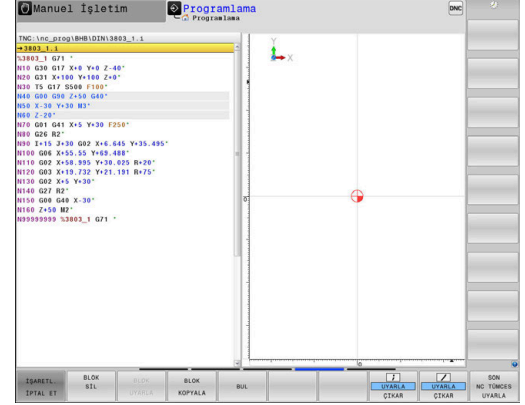 Manuel İşletim
Programlama
Programlama
DNC
TNC:\nc_prog\BHB\DIN\3803_1.i
→3803_1.i
%3803_1 G71 *
N10 G30 G17 X+0 Y+0 Z-40*
N20 G31 X+100 Y+100 Z+0*
N30 T5 G17 S500 F100*
N40 G00 G90 Z+50 G40*
N50 X-30 Y+30 M3*
N60 Z-20*
N70 G01 G41 X+5 Y+30 F250*
N80 G26 R2*
N90 I+15 J+30 G02 X+6.645 Y+35.495*
N100 G06 X+55.55 Y+69.488*
N110 G02 X+58.995 Y+30.025 R+20*
N120 G03 X+19.732 Y+21.191 R+75*
N130 G02 X+5 Y+30*
N140 G27 R2*
N150 G00 G40 X-30*
N160 Z+50 M2*
N99999999 %3803_1 G71 *
Y
X
0
0
İŞARETL.
İPTAL ET
BLOK
SİL
BLOK
UYARLA
BLOK
KOPYALA
BUL
UYARLA
ÇIKAR
UYARLA
ÇIKAR
SON
NC TÜMCES
UYARLA